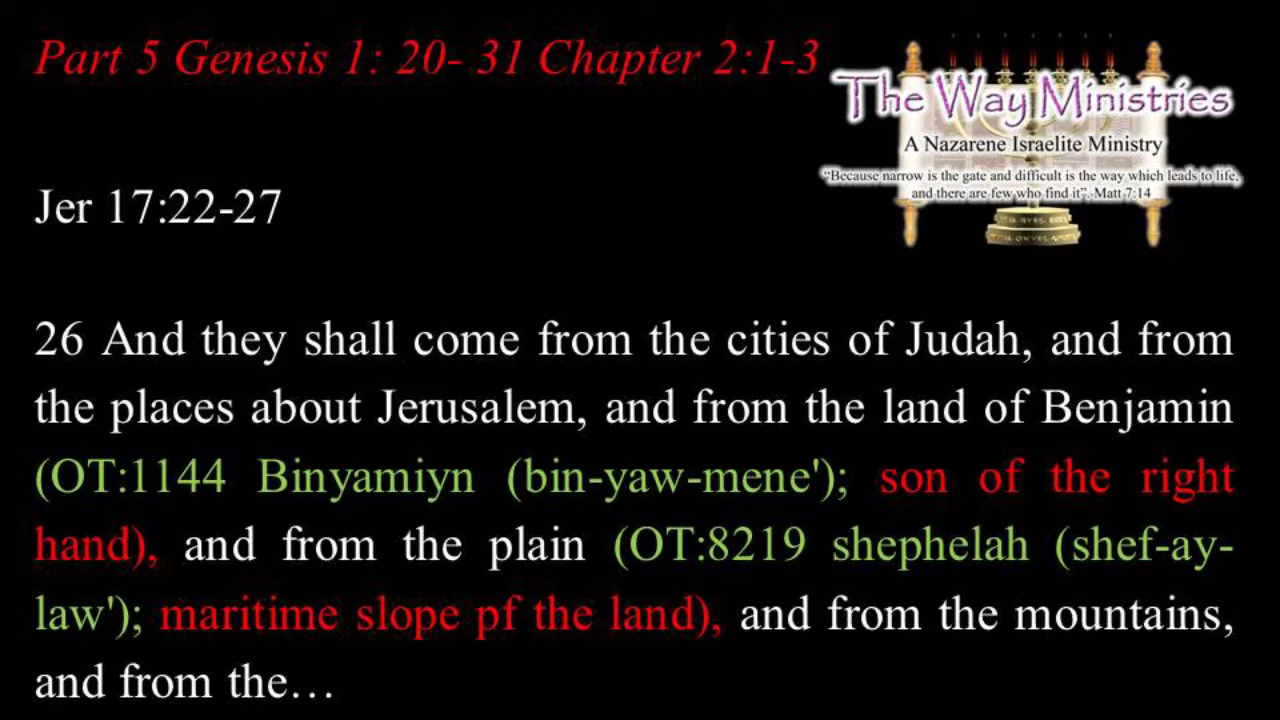 Part 5 Genesis 1: 20- 31 Chapter 2:1-3
The Way Ministries
A Nazarene Israelite Ministry
“Because narrow is the gate and difficult is the way which leads to life,
and there are few who find it”. Matt 7:14
Jer 17:22-27
26 And they shall come from the cities of Judah, and from
the places about Jerusalem, and from the land of Benjamin
(OT:1144 Binyamiyn (bin-yaw-mene'); son of the right
hand), and from the plain (OT:8219 shephelah (shef-ay-
law'); maritime slope pf the land), and from the mountains,
and from the…